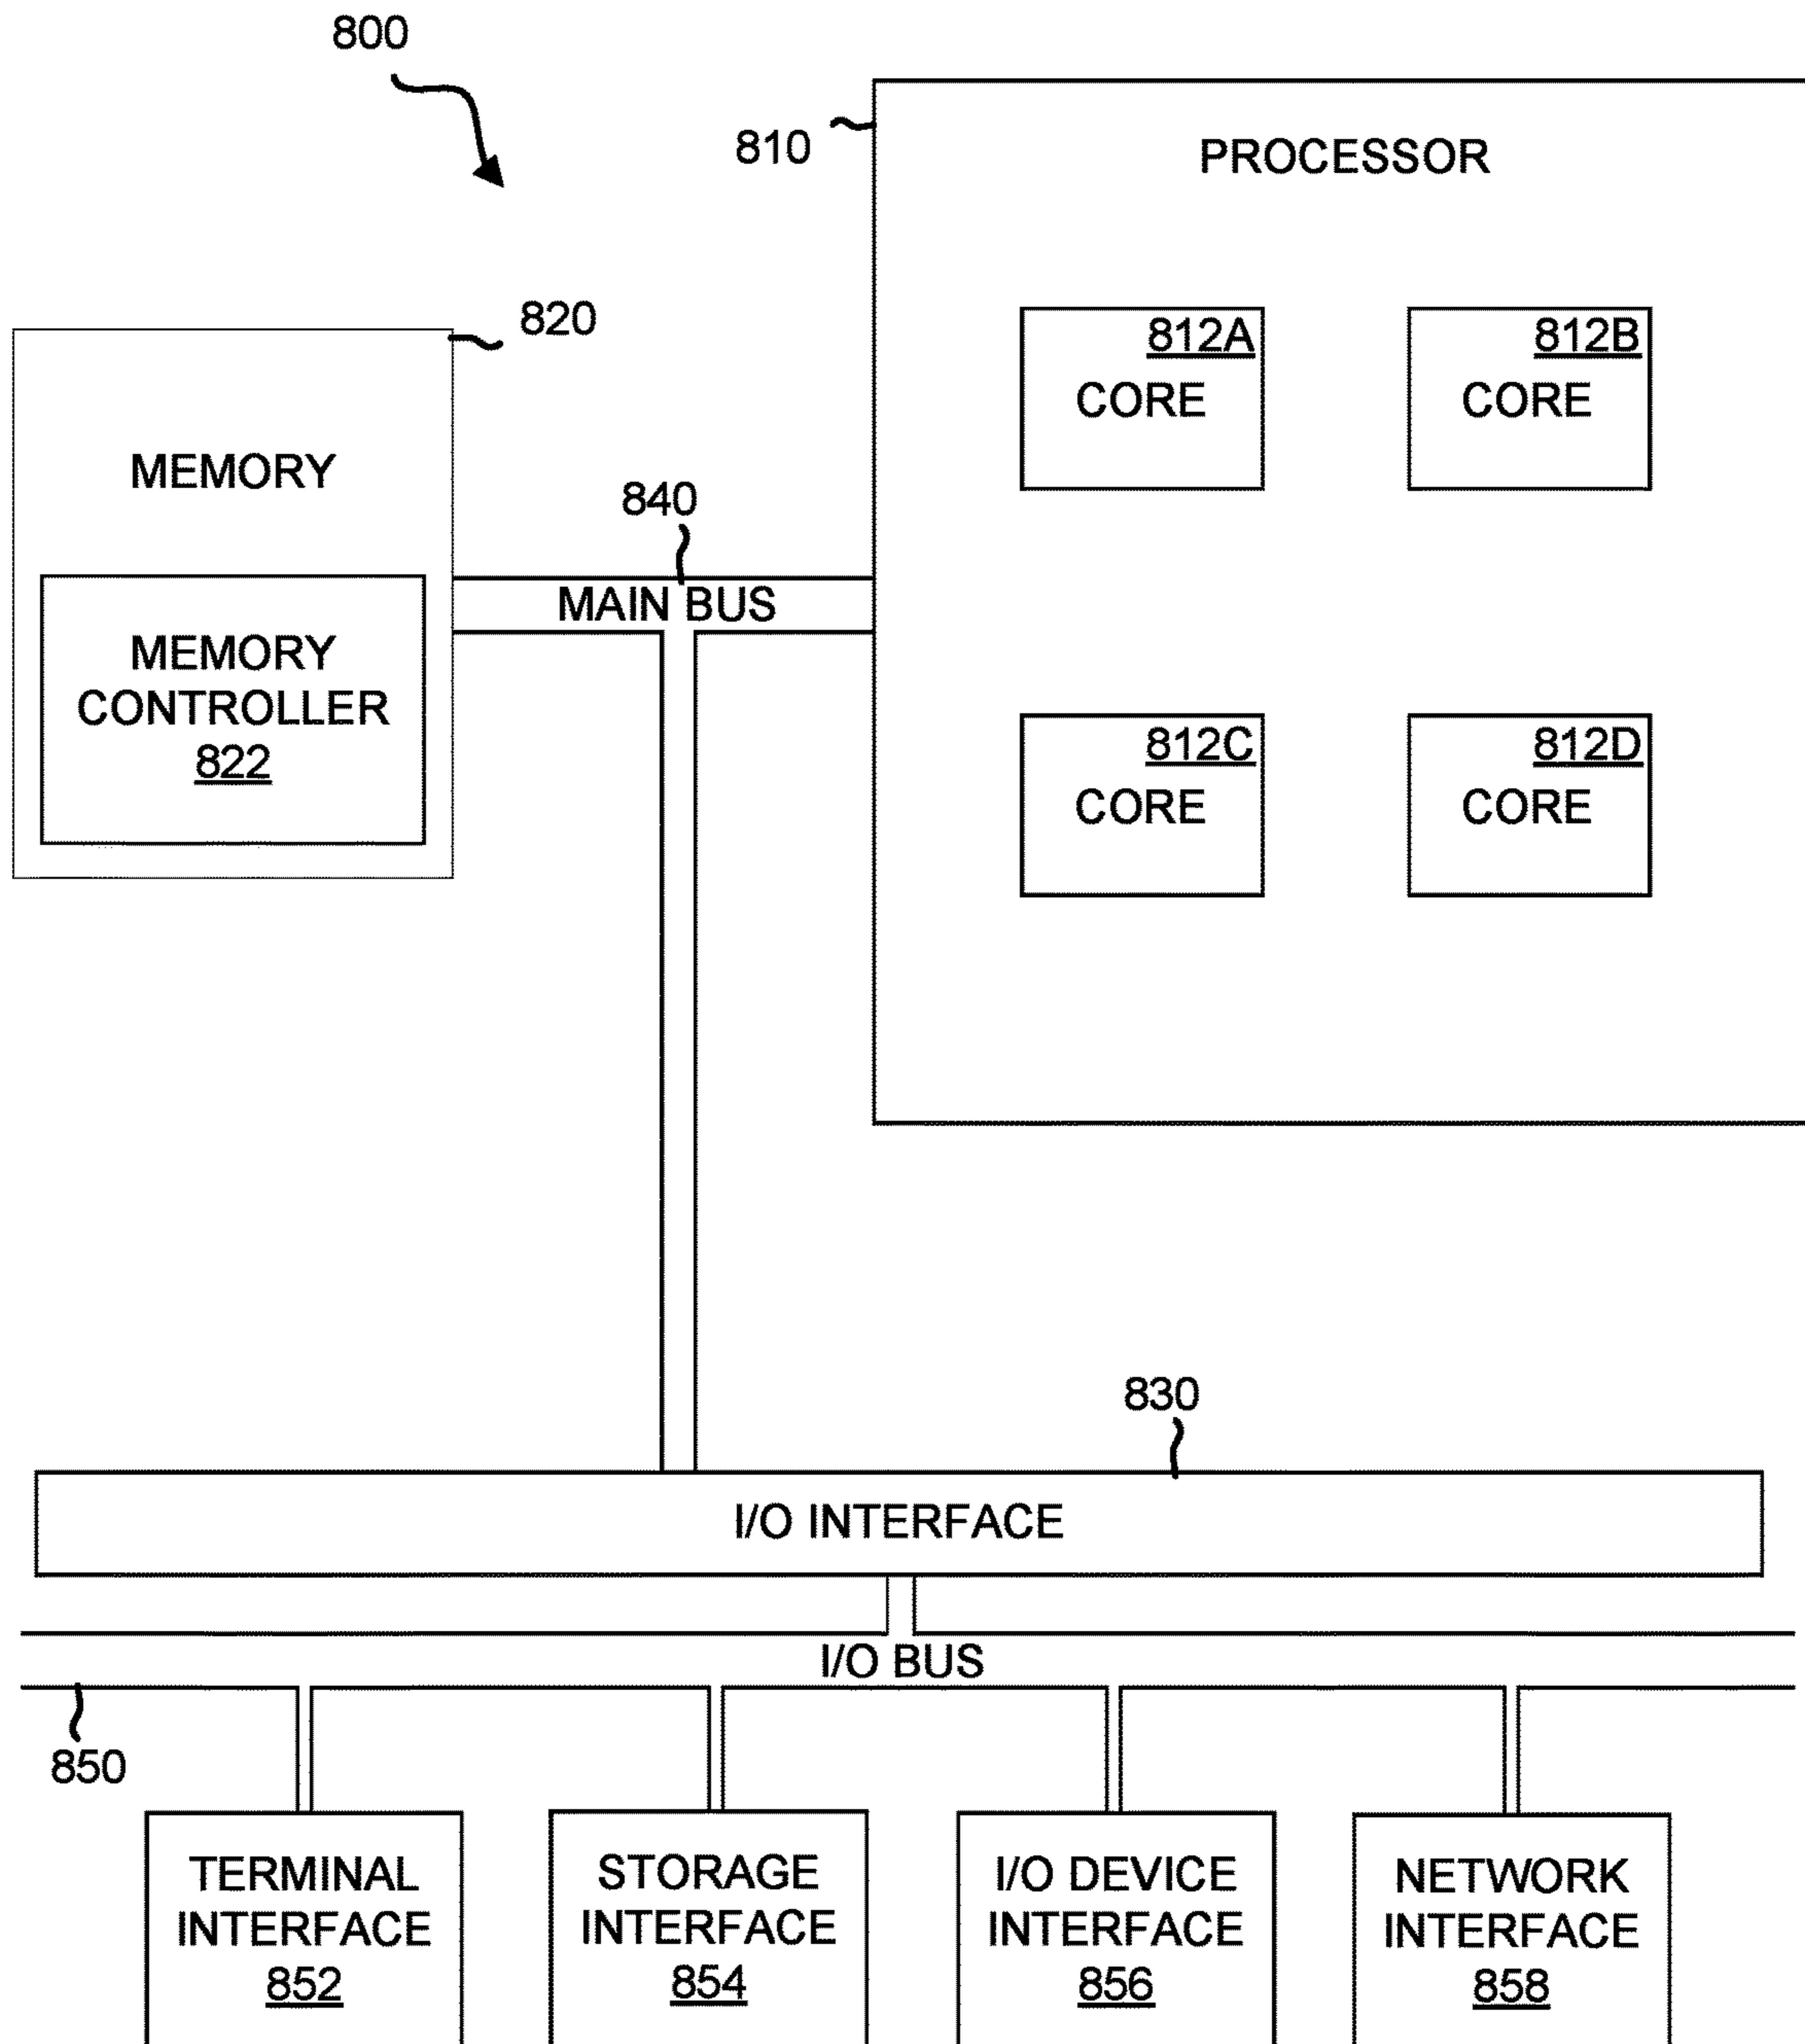 800
810
PROCESSOR
820
812A
CORE
812B
CORE
MEMORY
840
MAIN BUS
MEMORY
CONTROLLER
822
812C
CORE
812D
CORE
830
I/O INTERFACE
I/O BUS
850
TERMINAL
INTERFACE
852
STORAGE
INTERFACE
854
I/O DEVICE
INTERFACE
856
NETWORK
INTERFACE
858